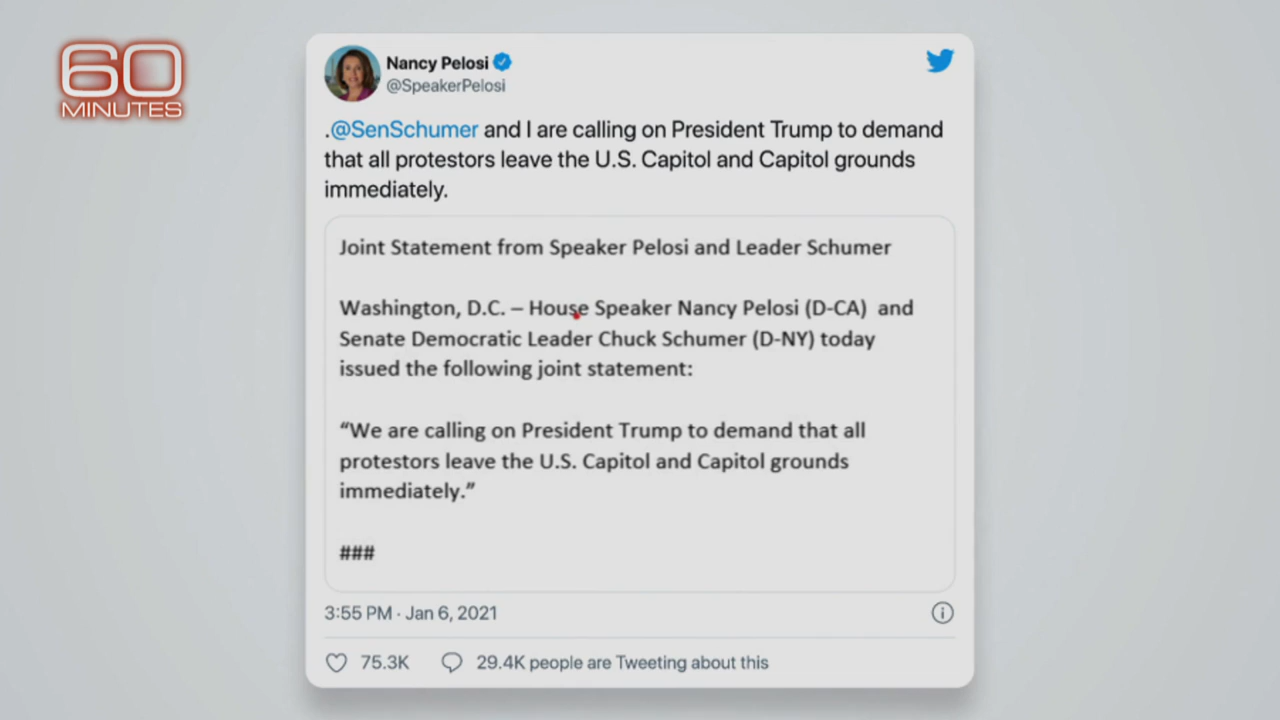 60
MINUTES
Nancy Pelosi
@SpeakerPelosi
.@SenSchumer and I are calling on President Trump to demand
that all protestors leave the U.S. Capitol and Capitol grounds
immediately.
Joint Statement from Speaker Pelosi and Leader Schumer
Washington, D.C. – House Speaker Nancy Pelosi (D-CA)  and
Senate Democratic Leader Chuck Schumer (D-NY) today
issued the following joint statement:
“We are calling on President Trump to demand that all
protestors leave the U.S. Capitol and Capitol grounds
immediately.”
###
3:55 PM · Jan 6, 2021
75.3K 29.4K people are Tweeting about this